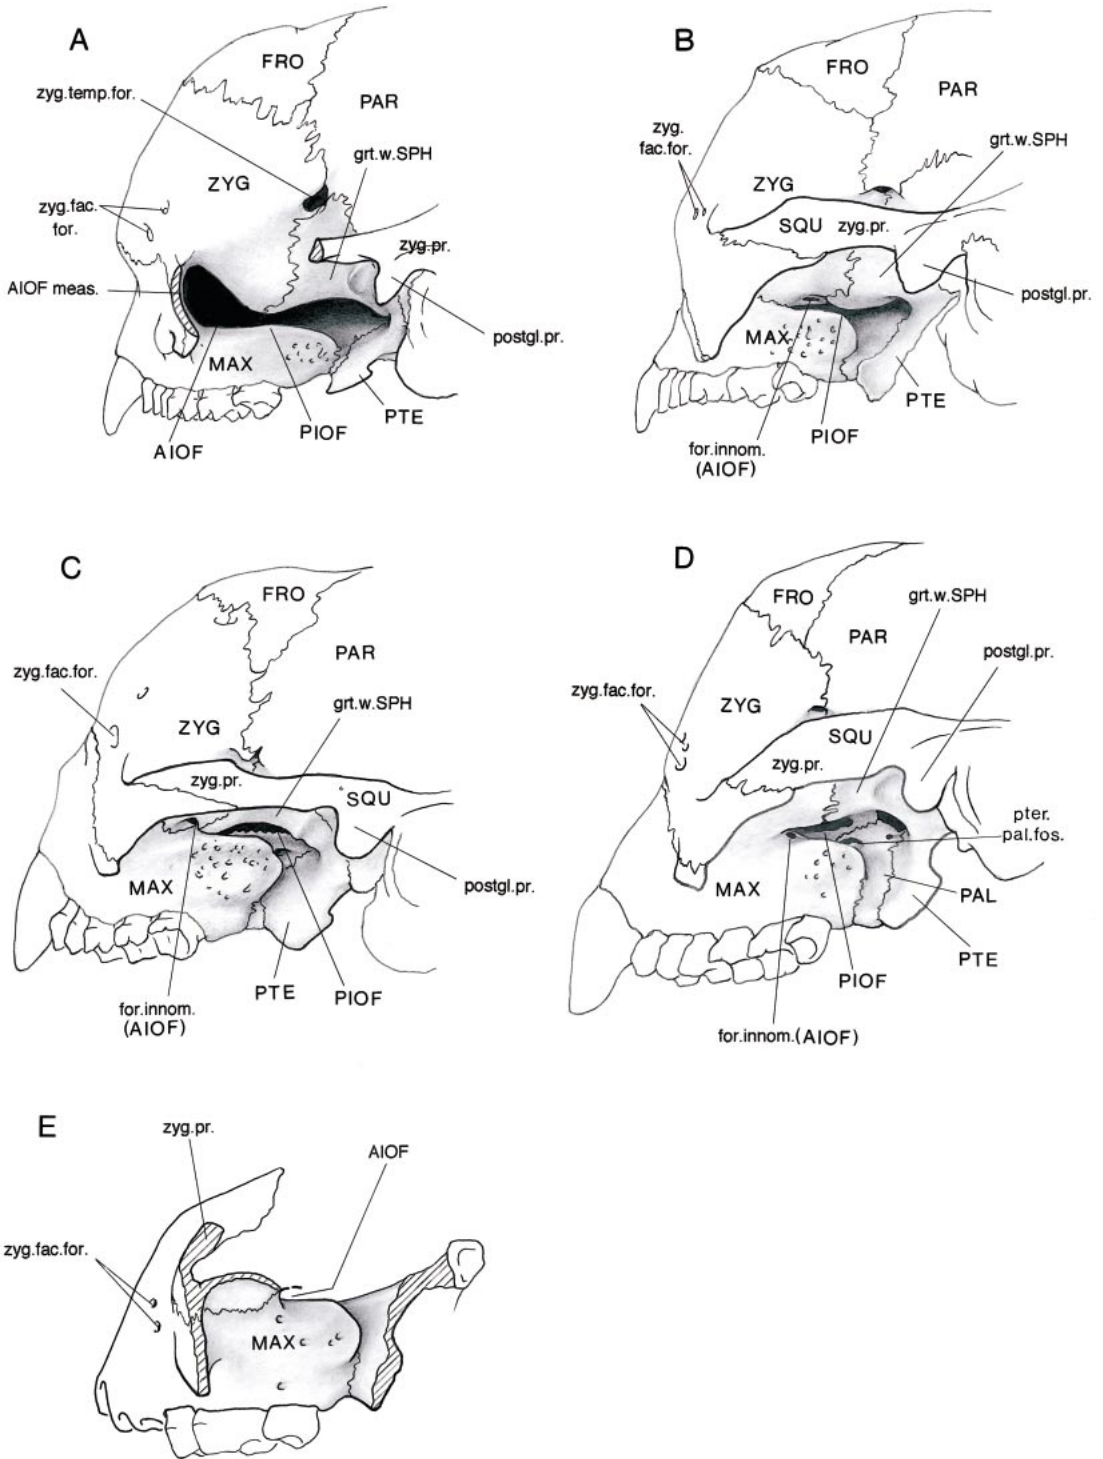 A
FRO
zyg.temp.for.
PAR
grt.w.SPH
ZYG
zyg.fac.
for.
zyg.pr.
AIOF meas.
postgl.pr.
MAX
PTE
PIOF
AIOF
B
FRO
PAR
zyg.
fac.for.
grt.w.SPH
ZYG
SQU zyg.pr.
postgl.pr.
MAX
PTE
PIOF
for.innom.
(AIOF)
C
FRO
PAR
zyg.fac.for.
grt.w.SPH
ZYG
zyg.pr.
SQU
MAX
postgl.pr.
PTE
PIOF
for.innom.
(AIOF)
D
FRO
grt.w.SPH
PAR
postgl.pr.
zyg.fac.for.
ZYG
SQU
zyg.pr.
pter.
pal.fos.
MAX
PAL
PTE
PIOF
for.innom.(AIOF)
E
zyg.pr.
AIOF
zyg.fac.for.
MAX